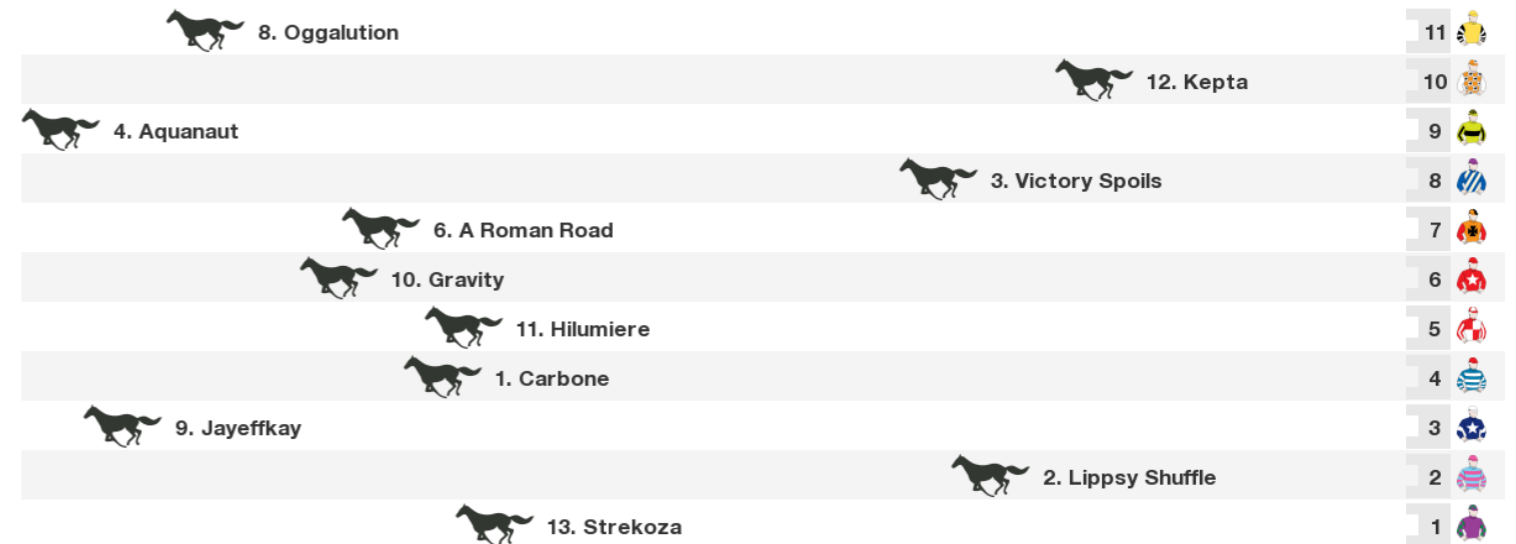 8. Oggalution 11
12. Kepta 10
4. Aquanaut 9
3. Victory Spoils 8
6. A Roman Road 7
10. Gravity 6
11. Hilumiere 5
1. Carbone 4
9. Jayeffkay 3
2. Lippsy Shuffle 2
13. Strekoza 1